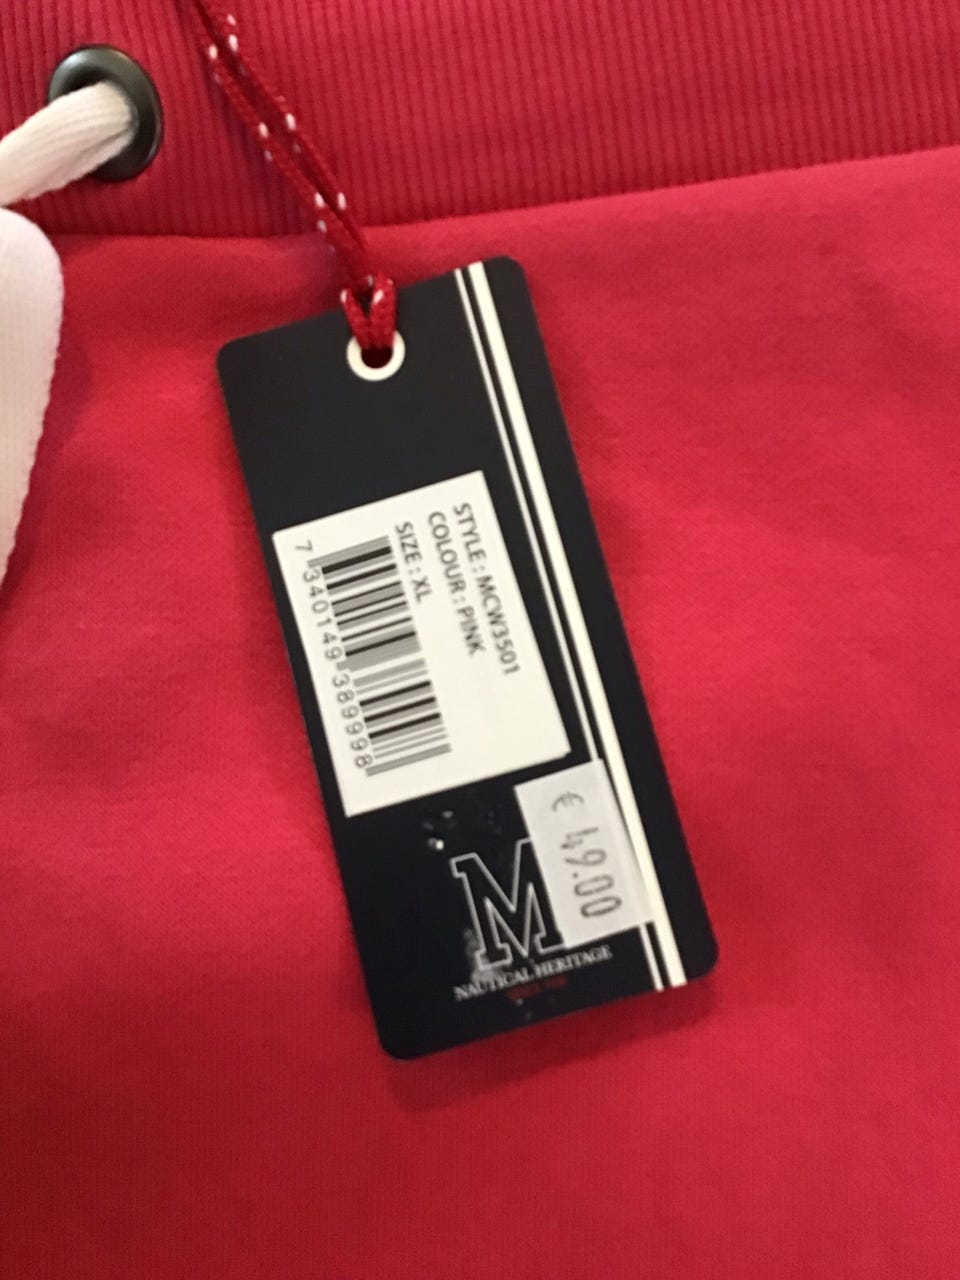 STYLE : MCW3501
COLOUR : PINK
SIZE : XL
7 340149 389998
€ 49.00
M
NAUTICAL HERITAGE